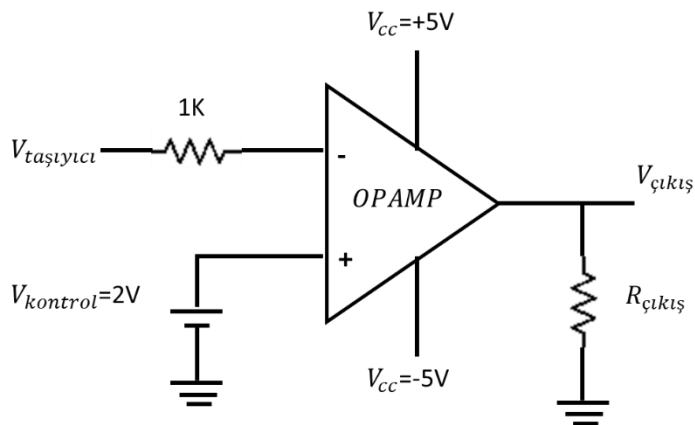 V_cc=+5V
1K
V_taşıyıcı
-
V_çıkış
OPAMP
+
V_kontrol=2V
R_çıkış
V_cc=-5V